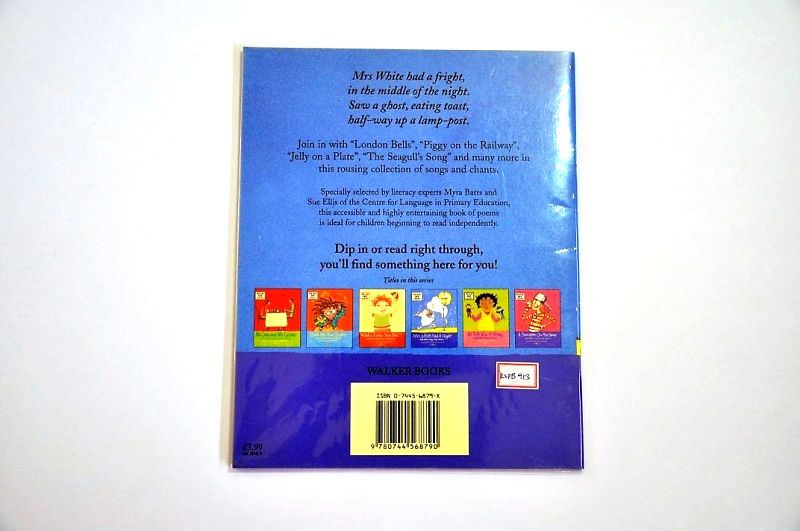 Mrs White had a fright,
in the middle of the night.
Saw a ghost, eating toast,
half-way up a lamp-post.
Join in with "London Bells", "Piggy on the Railway",
"Jelly on a Plate", "The Seagull's Song" and many more in
this rousing collection of songs and chants.
Specially selected by literacy experts Myra Barrs and
Sue Ellis of the Centre for Language in Primary Education,
this accessible and highly entertaining book of poems
is ideal for children beginning to read independently.
Dip in or read right through,
you'll find something here for you!
Titles in this series
WALKER BOOKS
ISBN 0-7445-6879-X
9 780744 568790
£3.99
UK ONLY